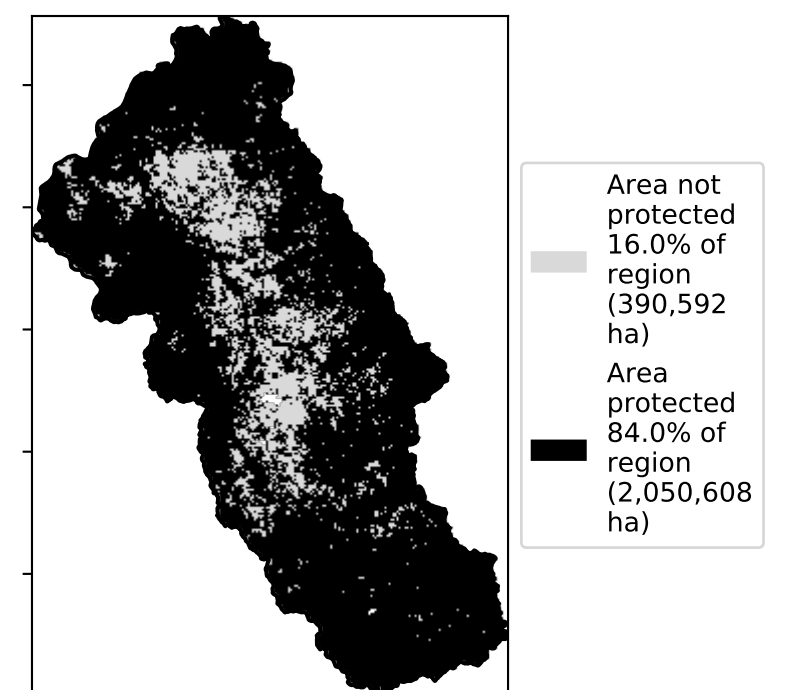 Area not
protected
16.0% of
region
(390,592
ha)
Area
protected
84.0% of
region
(2,050,608
ha)